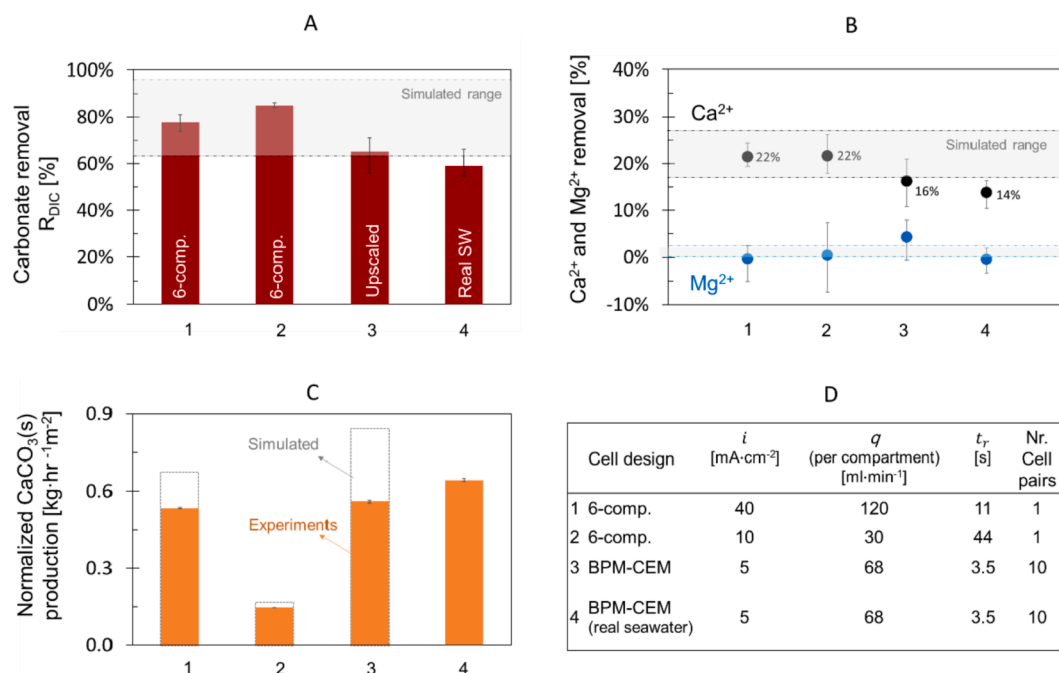 A
Carbonate removal
R_DIC [%]
100%
80%
60%
40%
20%
0%
Simulated range
6-comp.
6-comp.
Upscaled
Real SW
1
2
3
4
B
Ca²⁺ and Mg²⁺ removal [%]
40%
30%
20%
10%
0%
-10%
Ca²⁺
Simulated range
22%
22%
16%
14%
Mg²⁺
1
2
3
4
C
Normalized CaCO₃(s)
production [kg·hr⁻¹m⁻²]
0.9
0.6
0.3
0.0
Simulated
Experiments
1
2
3
4
D
Cell design i q t_r Nr.
[mA·cm⁻²] (per compartment) [s] Cell
[ml·min⁻¹] pairs
1 6-comp. 40 120 11 1
2 6-comp. 10 30 44 1
3 BPM-CEM 5 68 3.5 10
4 BPM-CEM 5 68 3.5 10
(real seawater)